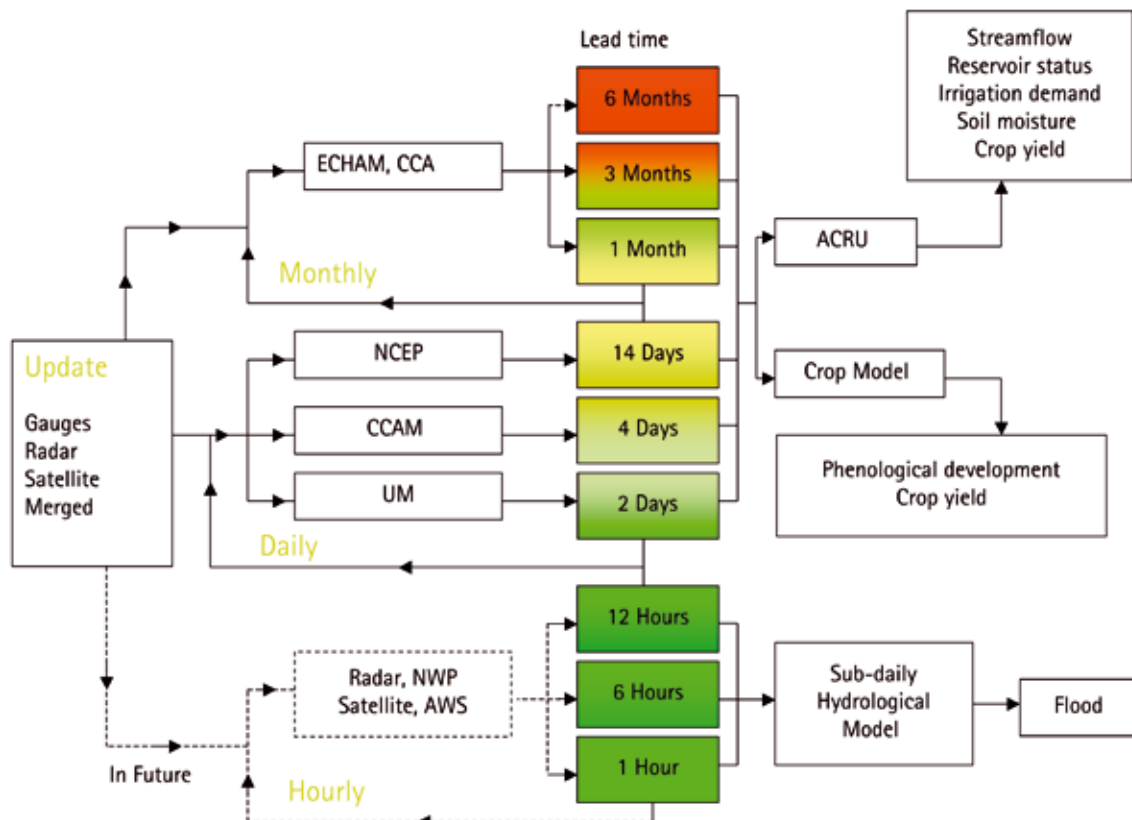 Lead time
6 Months
3 Months
1 Month
14 Days
4 Days
2 Days
12 Hours
6 Hours
1 Hour
ECHAM, CCA
Monthly
Update
Gauges
Radar
Satellite
Merged
NCEP
CCAM
UM
Daily
Radar, NWP
Satellite, AWS
In Future
Hourly
Streamflow
Reservoir status
Irrigation demand
Soil moisture
Crop yield
ACRU
Crop Model
Phenological development
Crop yield
Sub-daily
Hydrological
Model
Flood